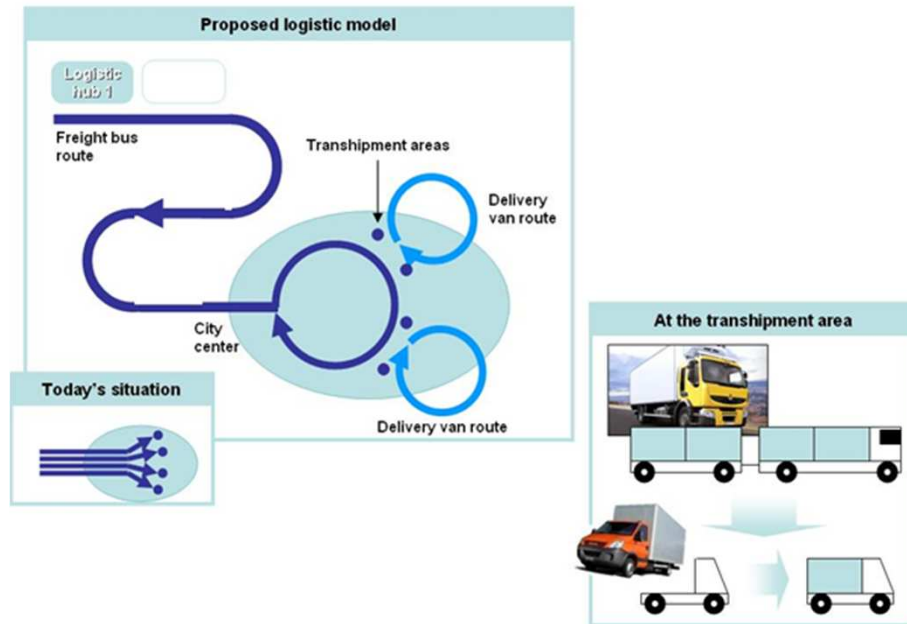 Proposed logistic model
Logistic
hub 1
Freight bus
route
Transhipment areas
Delivery
van route
City
center
Delivery van route
Today's situation
At the transhipment area